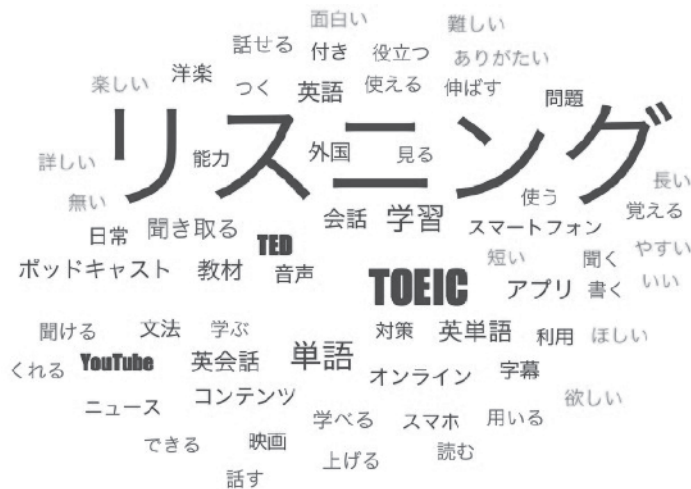 面白い 難しい
話せる 付き 役立つ ありがたい
楽しい 洋楽 つく 英語 使える 伸ばす 問題
リスニング
詳しい 能力 外国 見る 長い
無い 使う 覚える
日常 聞き取る 会話 学習 スマートフォン
TED 短い 聞く やすい
ポッドキャスト 教材 音声 TOEIC アプリ 書く いい
聞ける 文法 学ぶ 対策 英単語 利用 ほしい
くれる YouTube 英会話 単語 オンライン 字幕
ニュース コンテンツ 欲しい
学べる スマホ 用いる
できる 映画 読む
話す 上げる